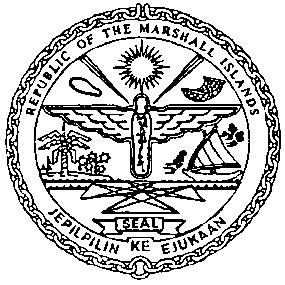 REPUBLIC OF THE MARSHALL ISLANDS
SEAL
JEPILPILIN KE EJUKAAN